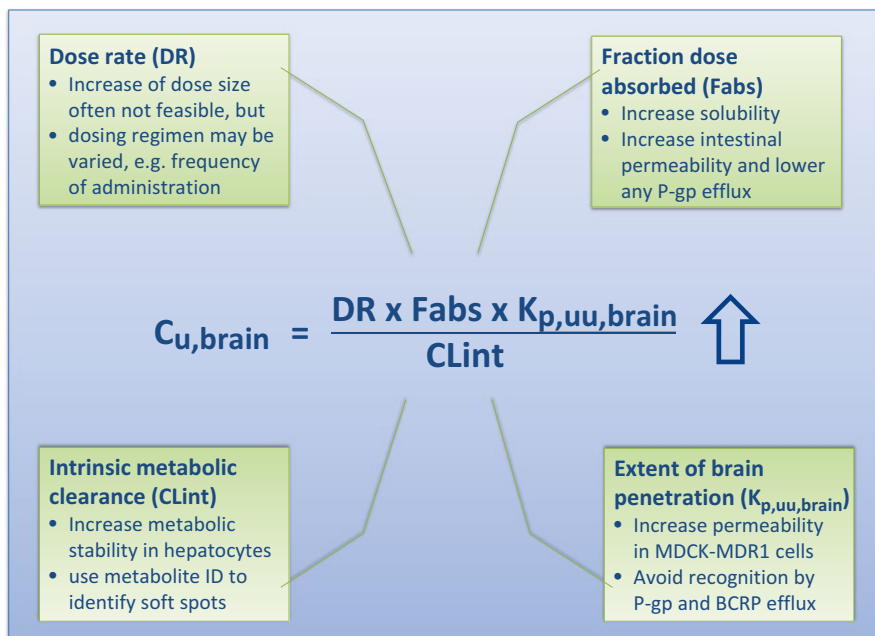 Dose rate (DR)
• Increase of dose size
often not feasible, but
• dosing regimen may be
varied, e.g. frequency
of administration
Fraction dose
absorbed (Fabs)
• Increase solubility
• Increase intestinal
permeability and lower
any P-gp efflux
DR x Fabs x Kp,uu,brain
Cu,brain =
CLint
Intrinsic metabolic
clearance (CLint)
• Increase metabolic
stability in hepatocytes
• use metabolite ID to
identify soft spots
Extent of brain
penetration (Kp,uu,brain)
• Increase permeability
in MDCK-MDR1 cells
• Avoid recognition by
P-gp and BCRP efflux